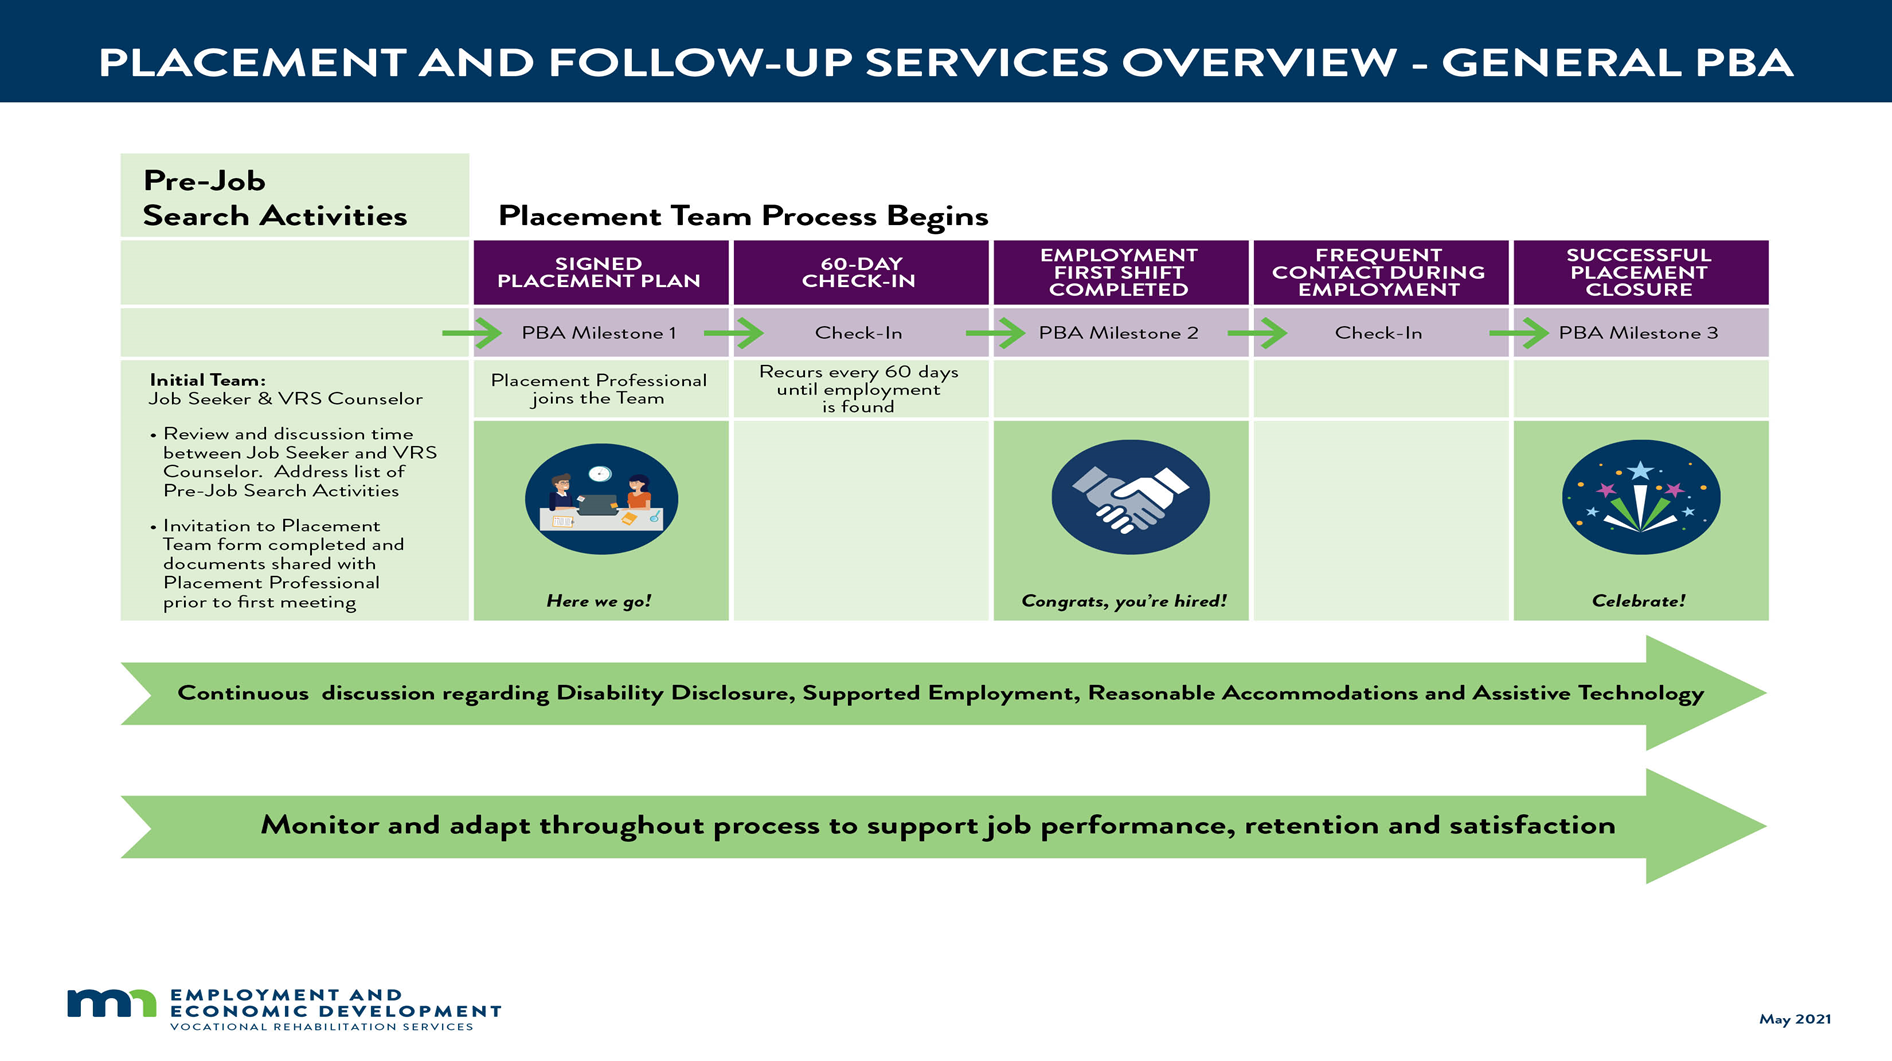 PLACEMENT AND FOLLOW-UP SERVICES OVERVIEW - GENERAL PBA
Pre-Job
Search Activities
Placement Team Process Begins
SIGNED
PLACEMENT PLAN
60-DAY
CHECK-IN
EMPLOYMENT
FIRST SHIFT
COMPLETED
FREQUENT
CONTACT DURING
EMPLOYMENT
SUCCESSFUL
PLACEMENT
CLOSURE
PBA Milestone 1
Check-In
PBA Milestone 2
Check-In
PBA Milestone 3
Initial Team:
Job Seeker & VRS Counselor
• Review and discussion time
between Job Seeker and VRS
Counselor.  Address list of
Pre-Job Search Activities
• Invitation to Placement
Team form completed and
documents shared with
Placement Professional
prior to first meeting
Placement Professional
joins the Team
Recurs every 60 days
until employment
is found
Here we go!
Congrats, you're hired!
Celebrate!
Continuous  discussion regarding Disability Disclosure, Supported Employment, Reasonable Accommodations and Assistive Technology
Monitor and adapt throughout process to support job performance, retention and satisfaction
mn
EMPLOYMENT AND
ECONOMIC DEVELOPMENT
VOCATIONAL REHABILITATION SERVICES
May 2021